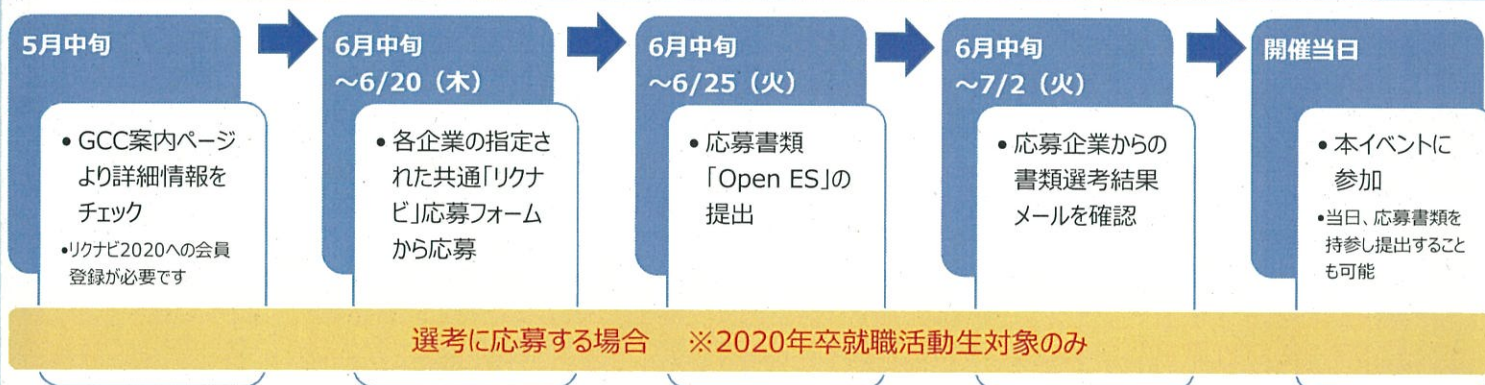 5月中旬
• GCC案内ページ
より詳細情報を
チェック
•リクナビ2020への会員
登録が必要です
6月中旬
～6/20（木）
• 各企業の指定さ
れた共通「リクナ
ビ」応募フォーム
から応募
6月中旬
～6/25（火）
• 応募書類
「Open ES」の
提出
6月中旬
～7/2（火）
• 応募企業からの
書類選考結果
メールを確認
開催当日
• 本イベントに
参加
•当日、応募書類を
持参し提出すること
も可能
選考に応募する場合　※2020年卒就職活動生対象のみ